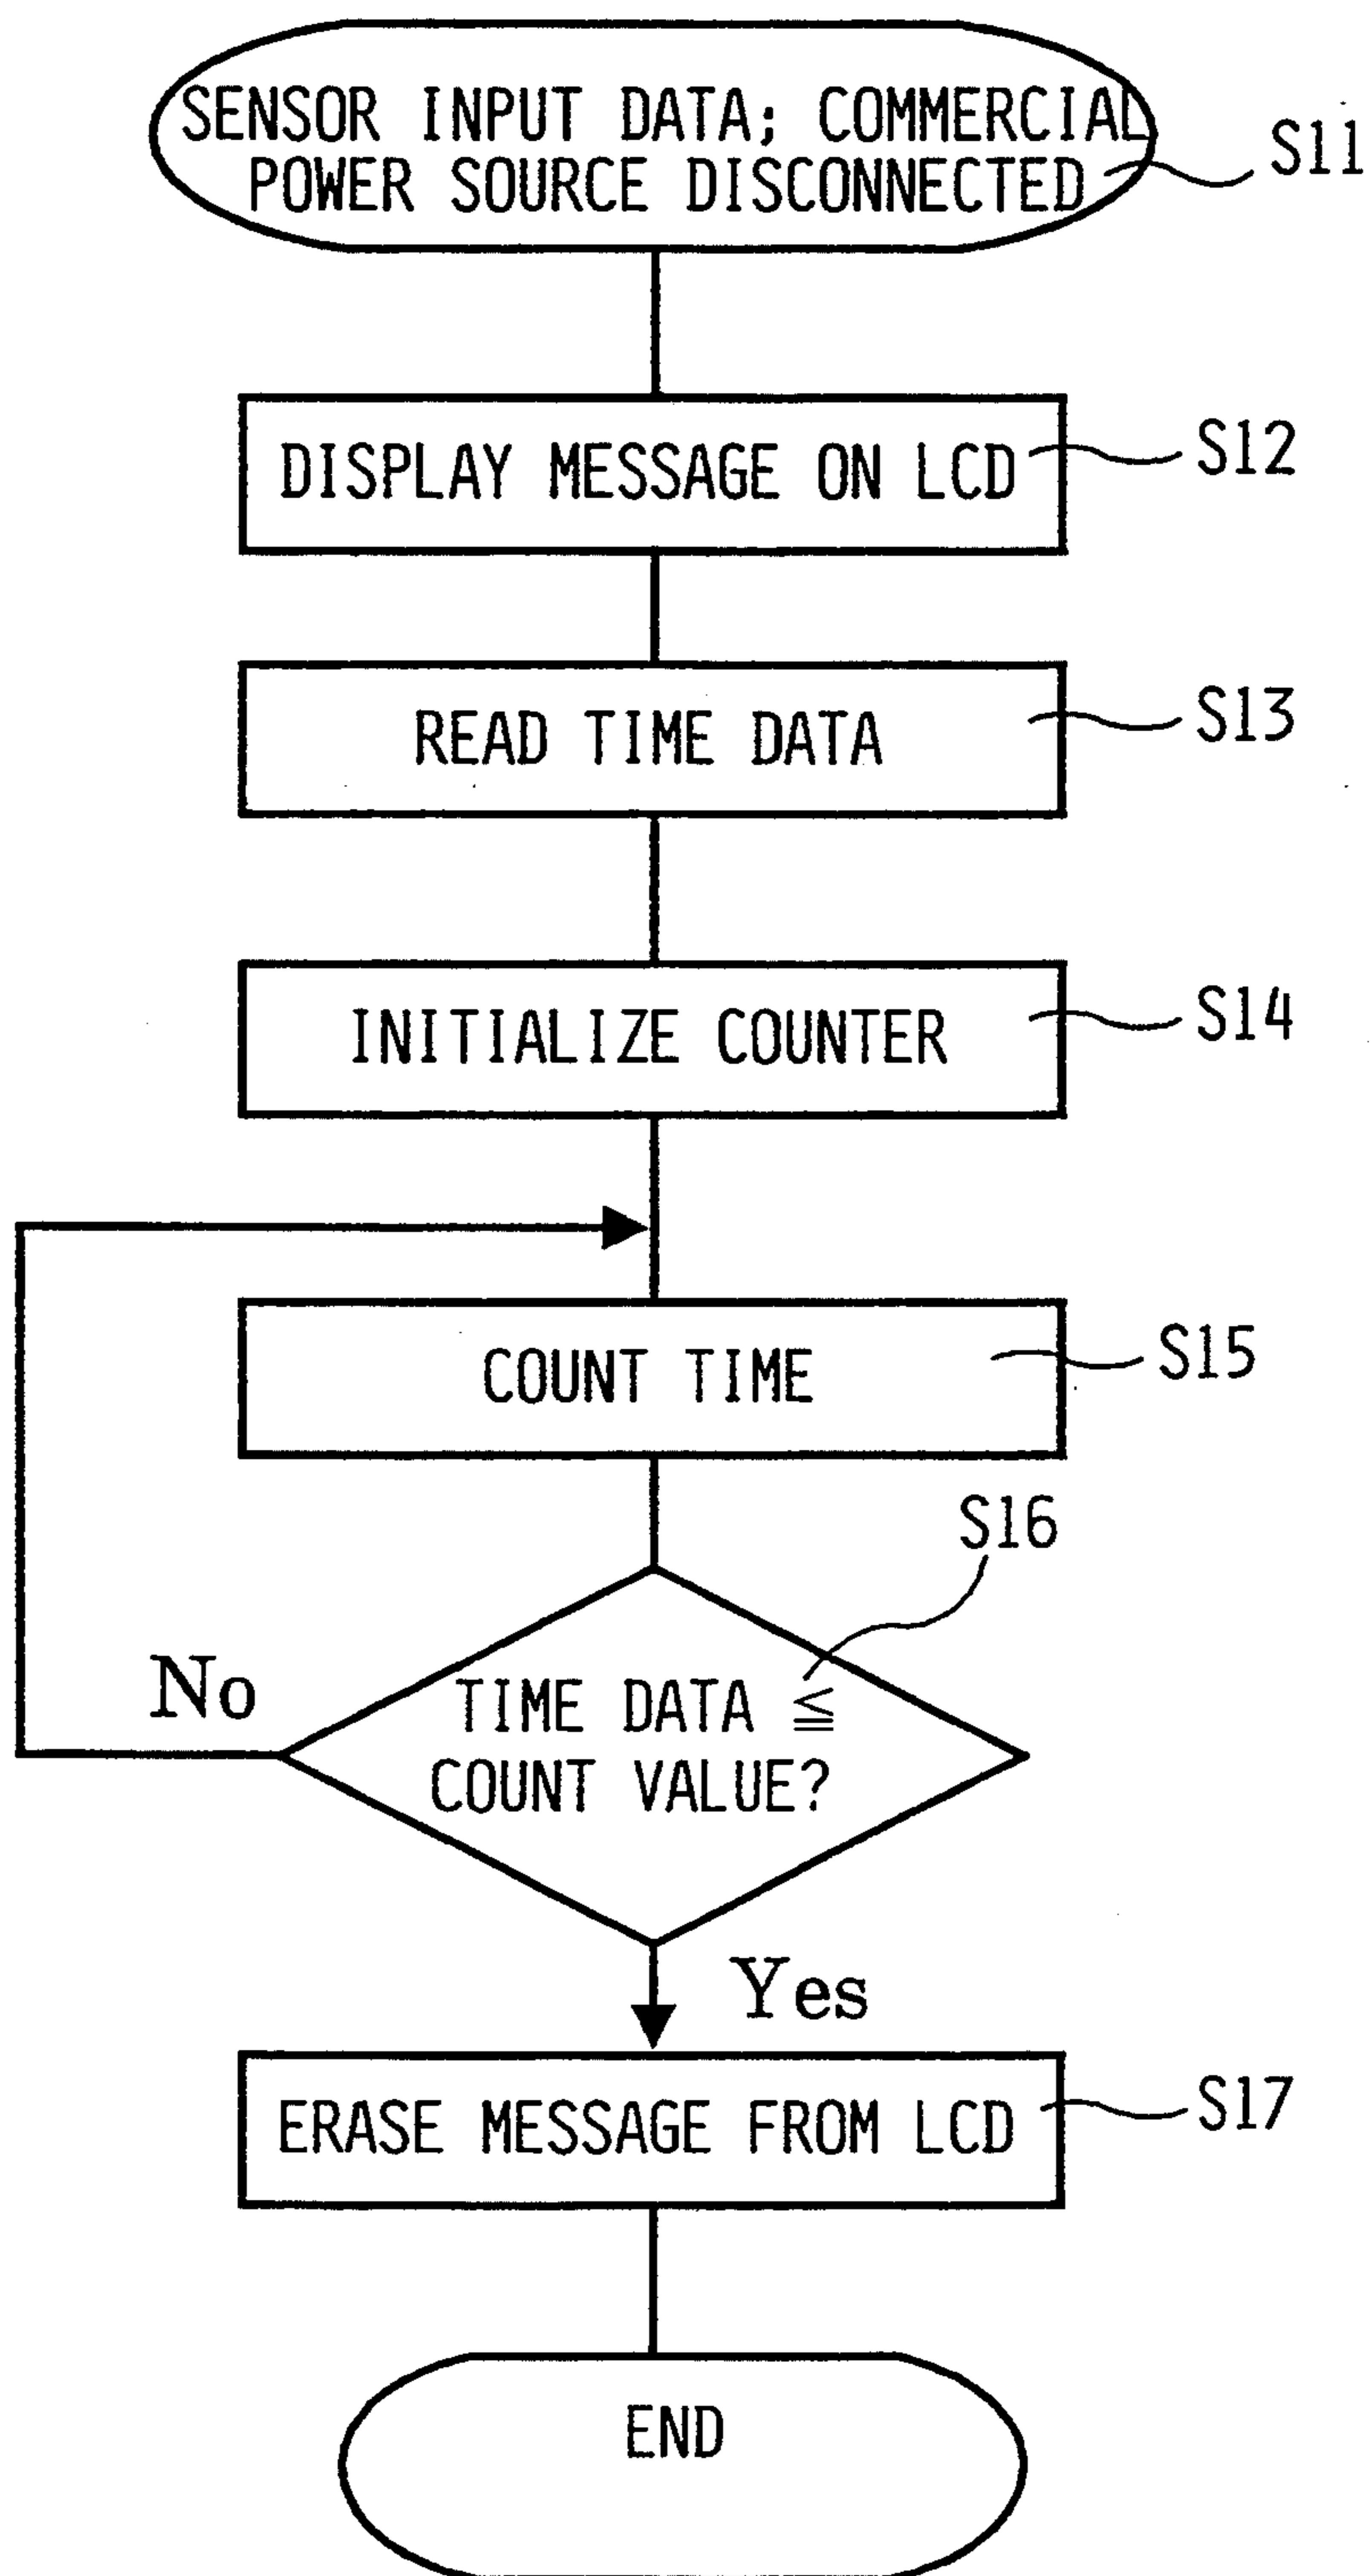 SENSOR INPUT DATA; COMMERCIAL
POWER SOURCE DISCONNECTED
S11
DISPLAY MESSAGE ON LCD
S12
READ TIME DATA
S13
INITIALIZE COUNTER
S14
COUNT TIME
S15
S16
TIME DATA ≦
COUNT VALUE?
No
Yes
ERASE MESSAGE FROM LCD
S17
END